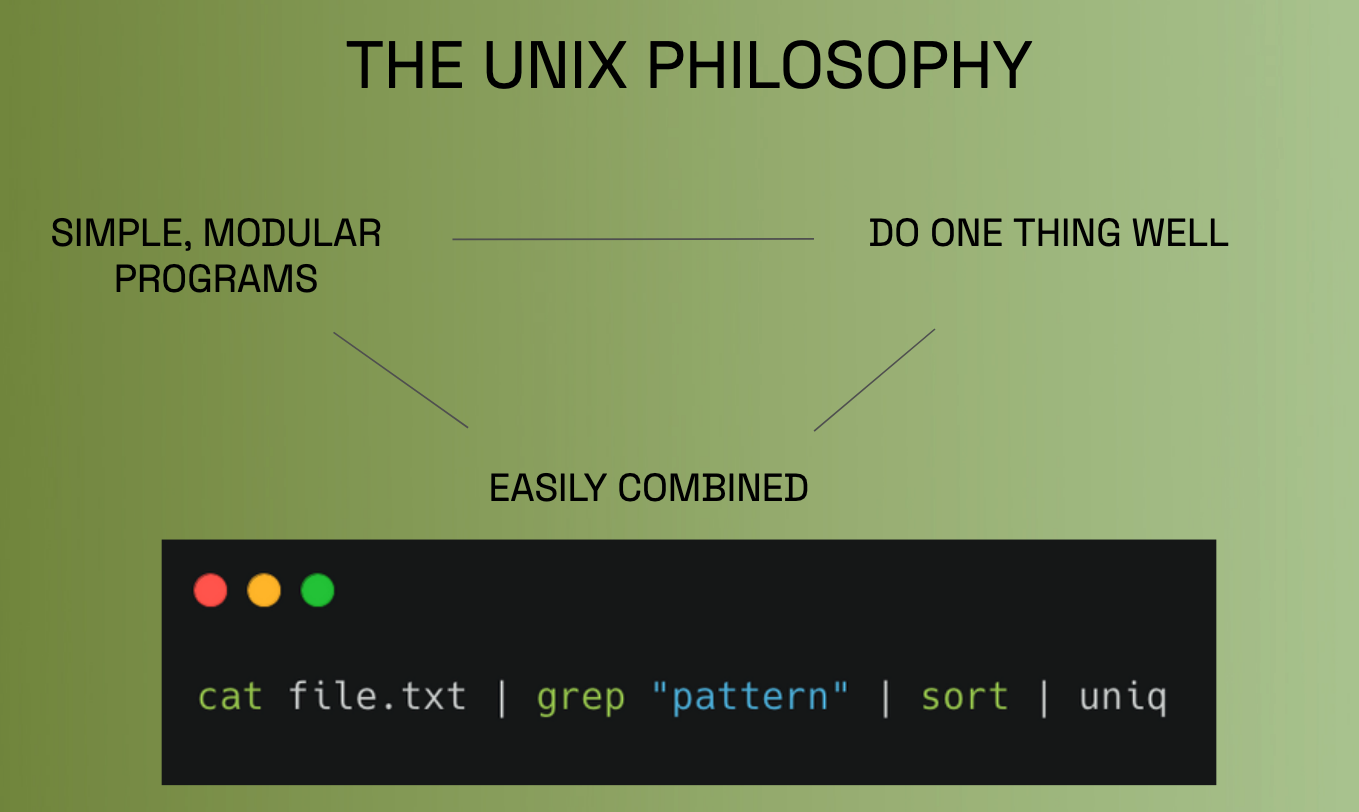 THE UNIX PHILOSOPHY
SIMPLE, MODULAR
PROGRAMS
DO ONE THING WELL
EASILY COMBINED
cat file.txt | grep "pattern" | sort | uniq